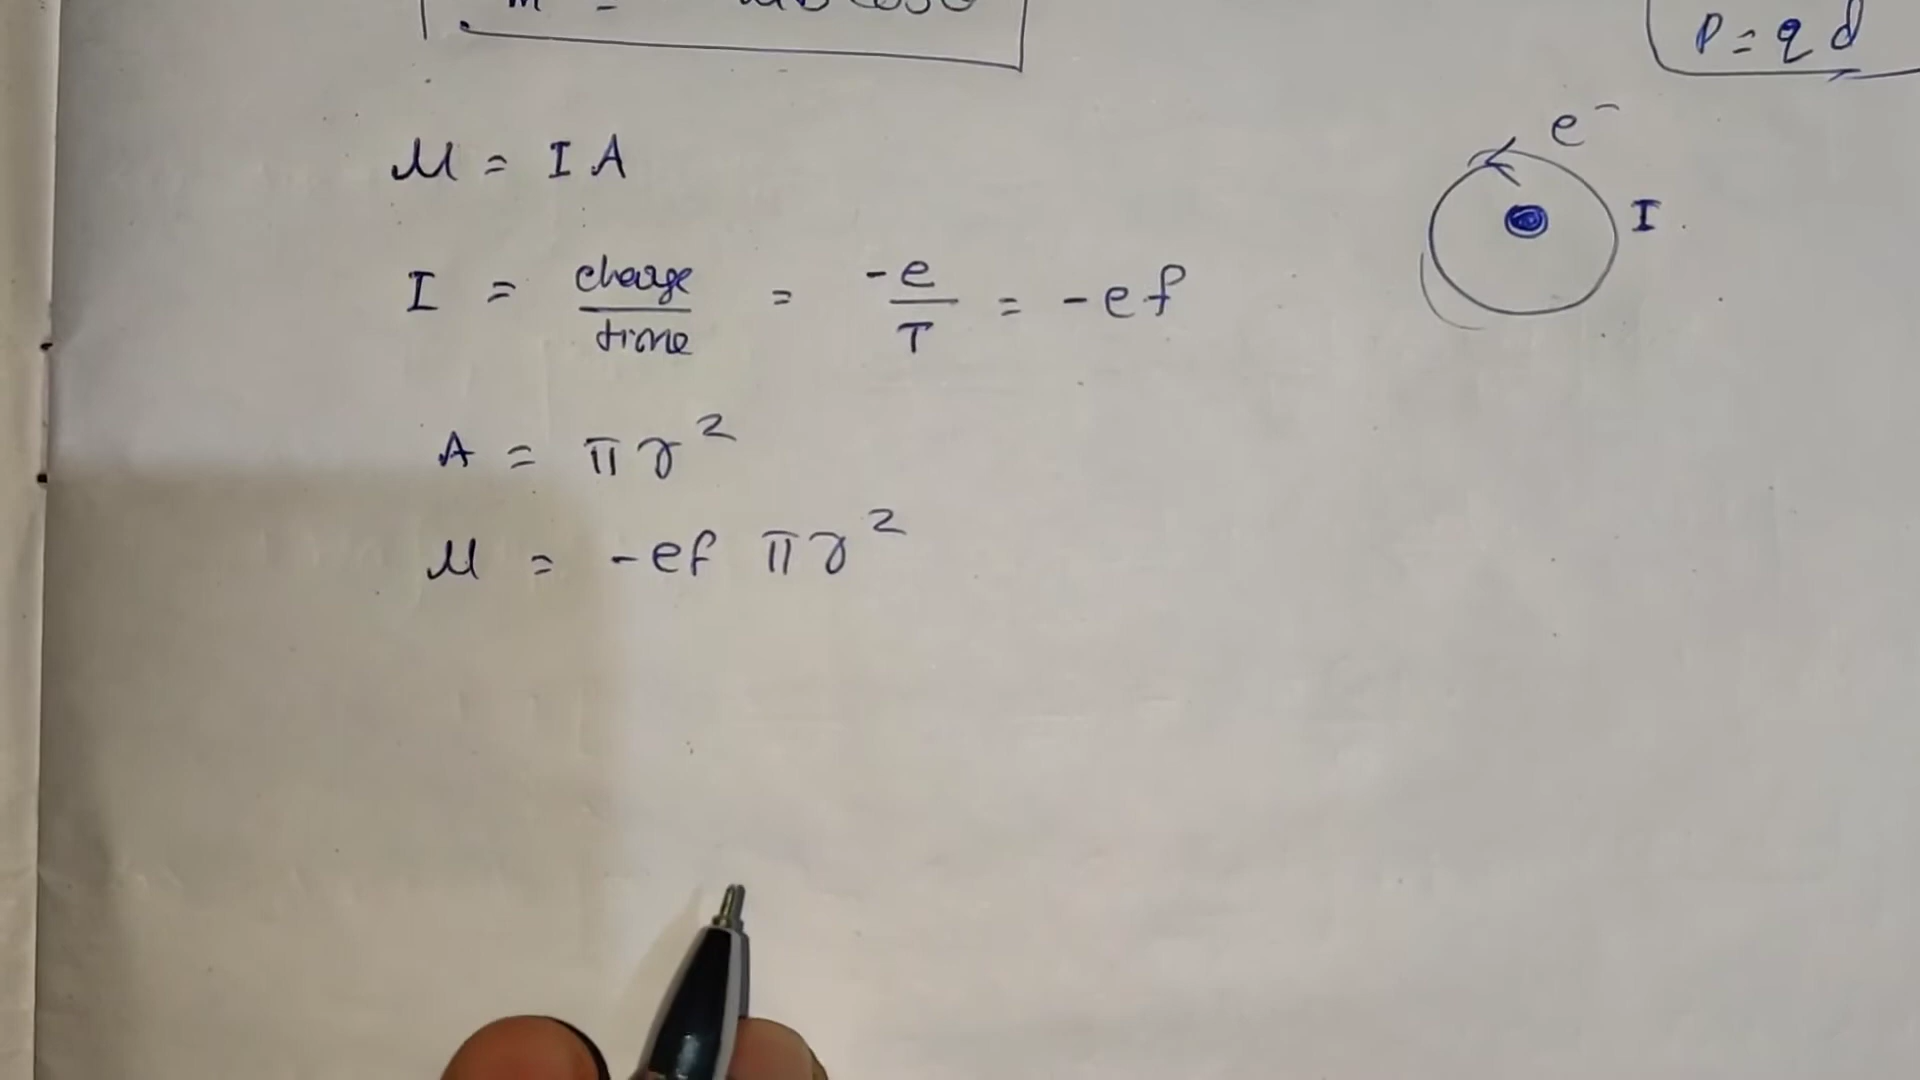 P = q d
e⁻
I
M = I A
I = charge/time = -e/T = -ef
A = πr²
M = -ef πr²